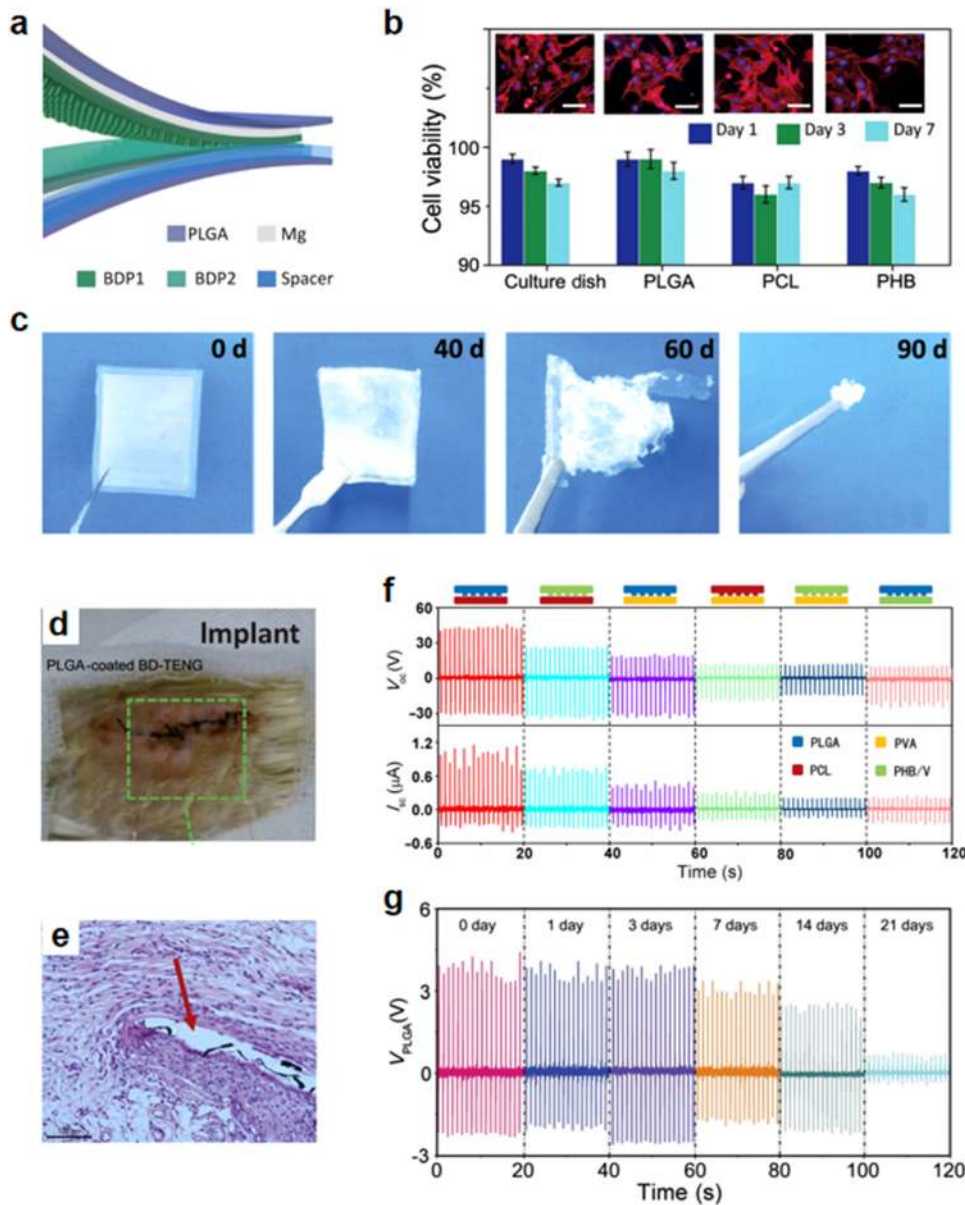 a
PLGA
Mg
BDP1
BDP2
Spacer
b
Cell viability (%)
Day 1
Day 3
Day 7
100
95
90
Culture dish
PLGA
PCL
PHB
c
0 d
40 d
60 d
90 d
d
Implant
PLGA-coated BD-TENG
e
f
Voc (V)
60
30
0
-30
Isc (μA)
1.2
0.6
0.0
-0.6
PLGA
PVA
PCL
PHB/V
0
20
40
60
80
100
120
Time (s)
g
VPLGA(V)
6
3
0
-3
0 day
1 day
3 days
7 days
14 days
21 days
0
20
40
60
80
100
120
Time (s)